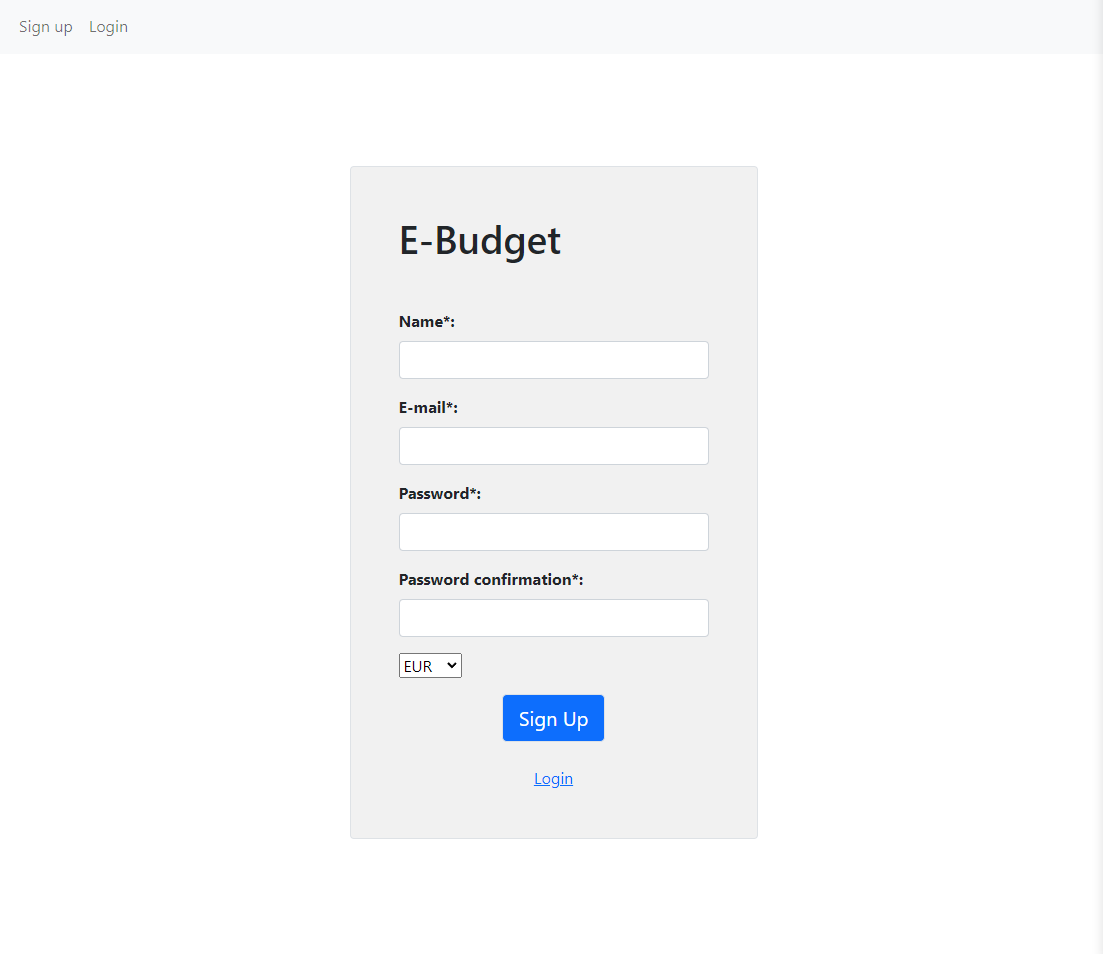 Sign up Login
E-Budget
Name*:
E-mail*:
Password*:
Password confirmation*:
EUR
Sign Up
Login